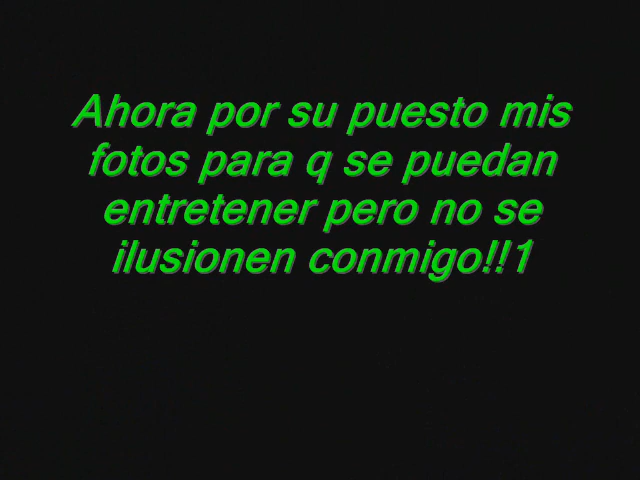 Ahora por su puesto mis
fotos para q se puedan
entretener pero no se
ilusionen conmigo!!1